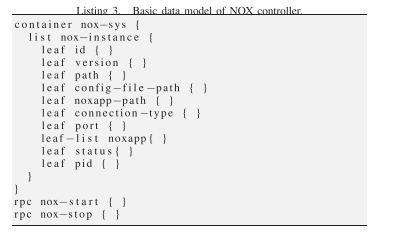 Listing 3. Basic data model of NOX controller.
container nox−sys {
list nox−instance {
leaf id { }
leaf version { }
leaf path { }
leaf config−file−path { }
leaf noxapp−path { }
leaf connection−type { }
leaf port { }
leaf−list noxapp{ }
leaf status{ }
leaf pid { }
}
}
rpc nox−start { }
rpc nox−stop { }